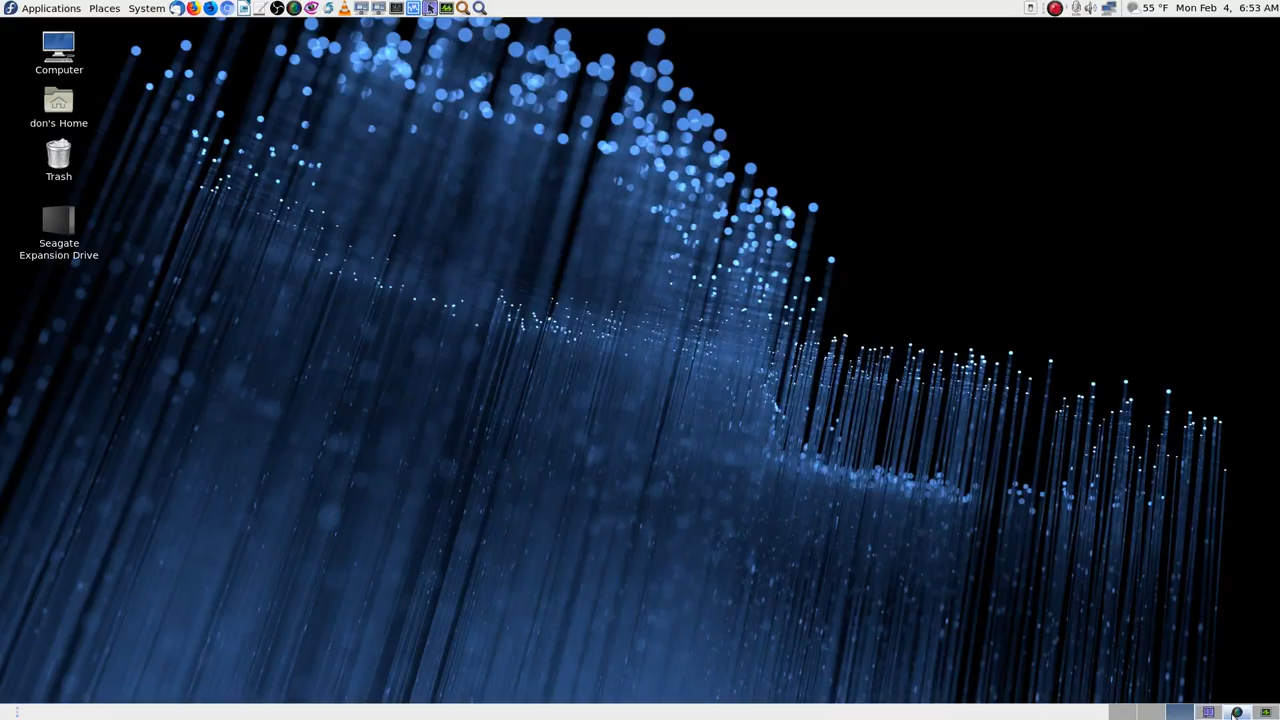 Applications Places System
55 °F Mon Feb 4, 6:53 AM
Computer
don's Home
Trash
Seagate
Expansion Drive